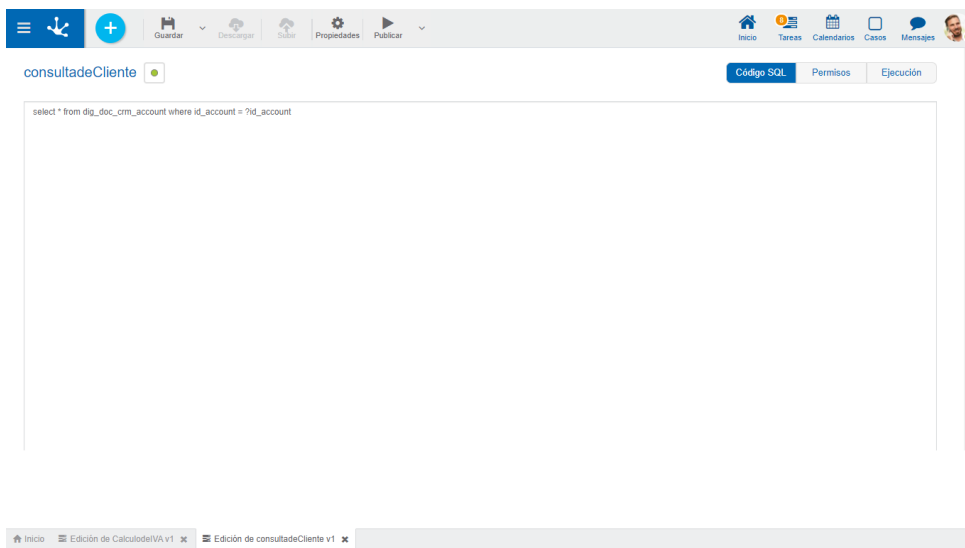 Guardar
Descargar
Subir
Propiedades
Publicar
Inicio
Tareas
Calendarios
Casos
Mensajes
consultadeCliente
Código SQL
Permisos
Ejecución
select * from dig_doc_crm_account where id_account = ?id_account
Inicio
Edición de CalculodeIVA v1
Edición de consultadeCliente v1